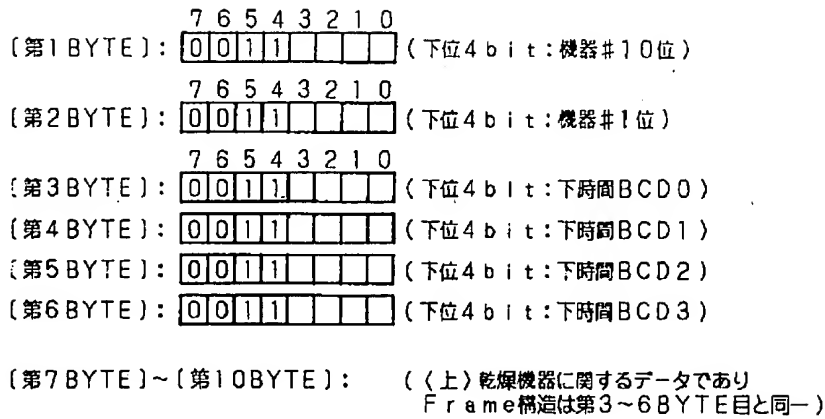 7 6 5 4 3 2 1 0
〔第1BYTE〕: 0 0 1 1 (下位4bit:機器#10位)
7 6 5 4 3 2 1 0
〔第2BYTE〕: 0 0 1 1 (下位4bit:機器#1位)
7 6 5 4 3 2 1 0
〔第3BYTE〕: 0 0 1 1 (下位4bit:下時間BCD0)
〔第4BYTE〕: 0 0 1 1 (下位4bit:下時間BCD1)
〔第5BYTE〕: 0 0 1 1 (下位4bit:下時間BCD2)
〔第6BYTE〕: 0 0 1 1 (下位4bit:下時間BCD3)
〔第7BYTE〕~〔第10BYTE〕: (〈上〉乾燥機器に関するデータであり
Frame構造は第3~6BYTE目と同一)